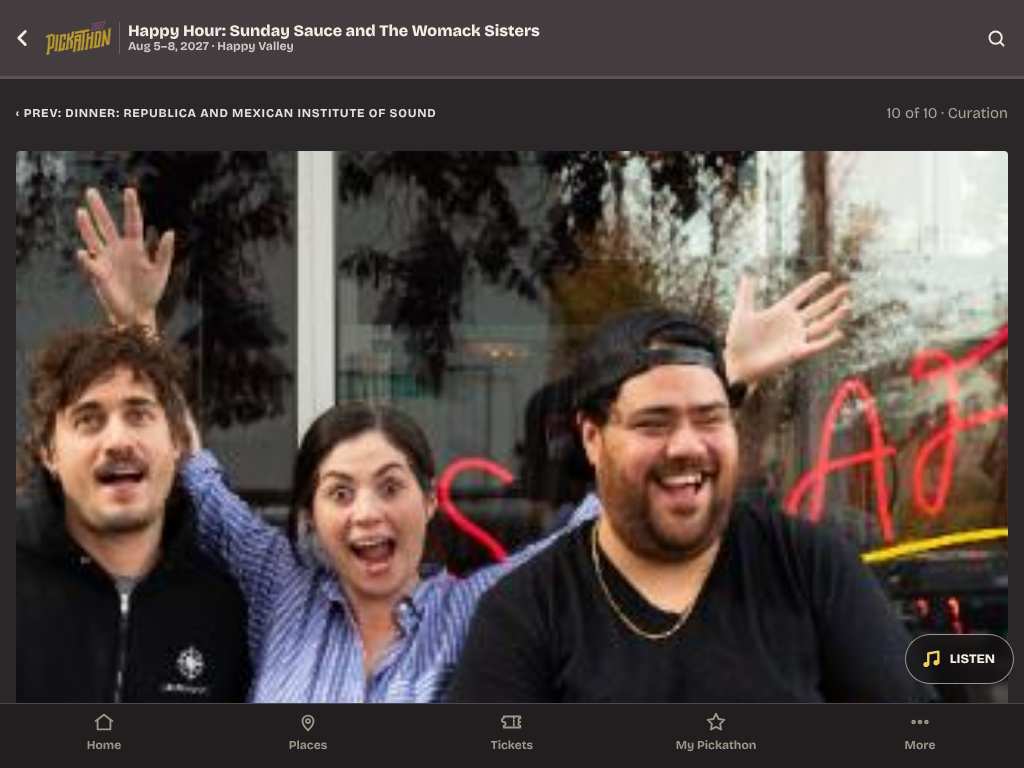 PICKATHON
Happy Hour: Sunday Sauce and The Womack Sisters
Aug 5–8, 2027 · Happy Valley
‹ PREV: DINNER: REPUBLICA AND MEXICAN INSTITUTE OF SOUND
10 of 10 · Curation
LISTEN
Home
Places
Tickets
My Pickathon
More